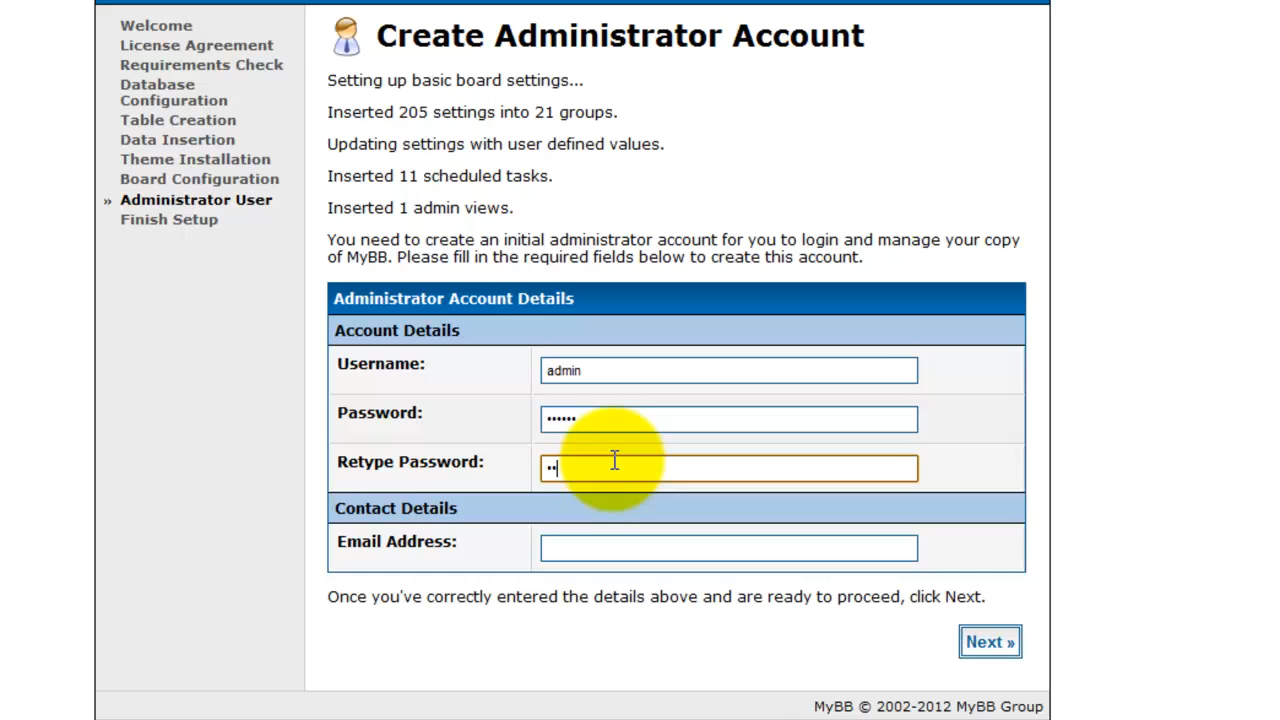 Welcome
License Agreement
Requirements Check
Database
Configuration
Table Creation
Data Insertion
Theme Installation
Board Configuration
» Administrator User
Finish Setup
Create Administrator Account
Setting up basic board settings...
Inserted 205 settings into 21 groups.
Updating settings with user defined values.
Inserted 11 scheduled tasks.
Inserted 1 admin views.
You need to create an initial administrator account for you to login and manage your copy
of MyBB. Please fill in the required fields below to create this account.
Administrator Account Details
Account Details
Username: admin
Password: ••••••
Retype Password: ••
Contact Details
Email Address:
Once you've correctly entered the details above and are ready to proceed, click Next.
Next »
MyBB © 2002-2012 MyBB Group